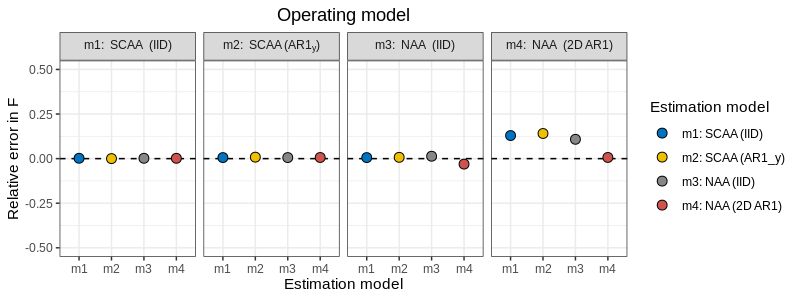 Operating model
m1: SCAA (IID)
m2: SCAA (AR1y)
m3: NAA (IID)
m4: NAA (2D AR1)
Relative error in F
0.50
0.25
0.00
-0.25
-0.50
m1 m2 m3 m4
m1 m2 m3 m4
m1 m2 m3 m4
m1 m2 m3 m4
Estimation model
Estimation model
m1: SCAA (IID)
m2: SCAA (AR1_y)
m3: NAA (IID)
m4: NAA (2D AR1)